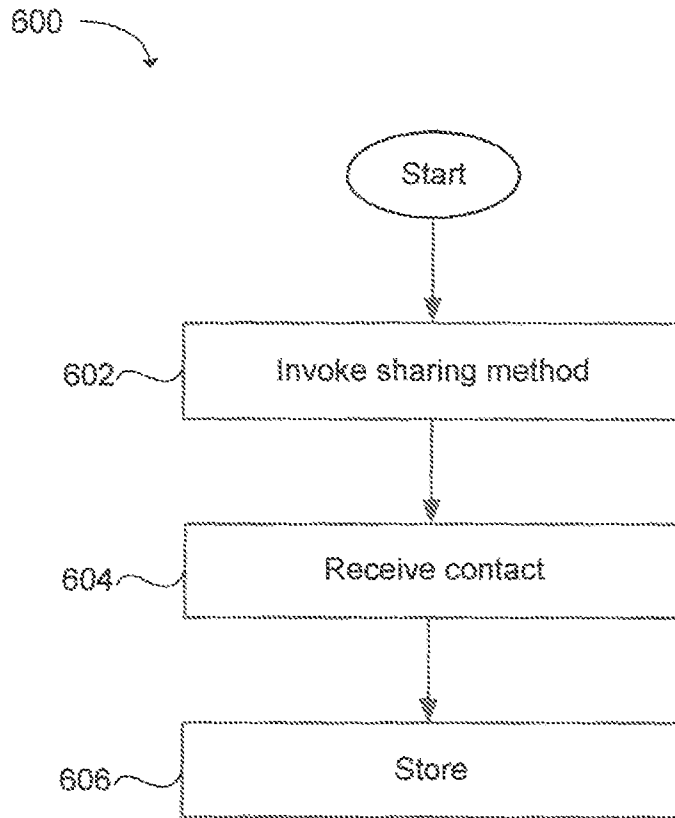 600
Start
602
Invoke sharing method
604
Receive contact
606
Store